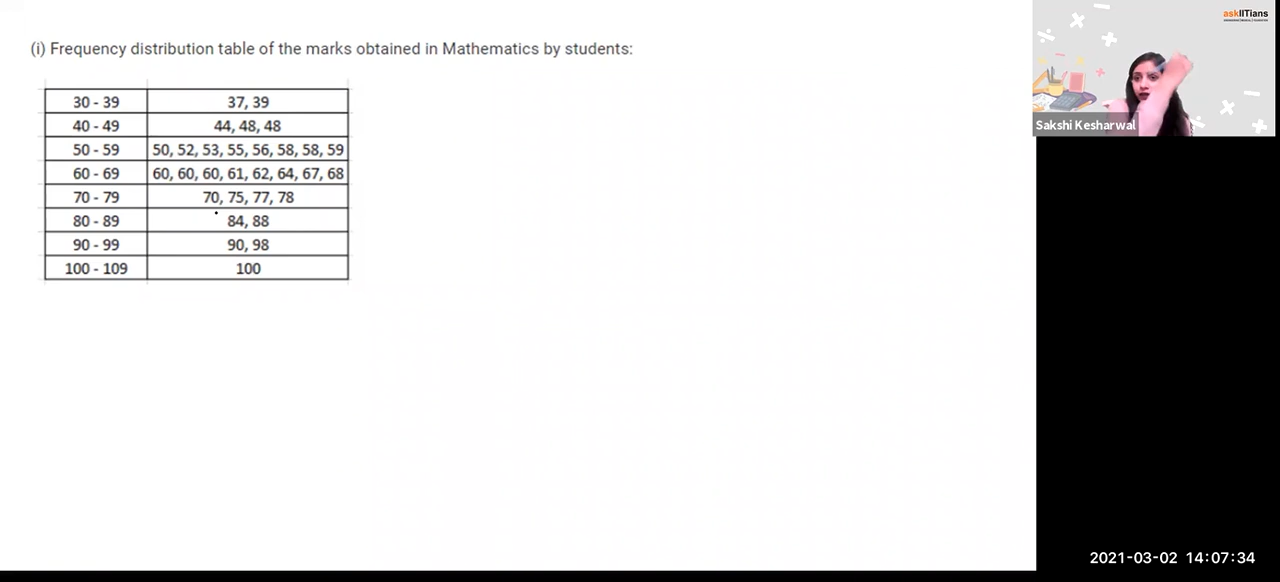 (i) Frequency distribution table of the marks obtained in Mathematics by students:
30 - 39 37, 39
40 - 49 44, 48, 48
50 - 59 50, 52, 53, 55, 56, 58, 58, 59
60 - 69 60, 60, 60, 61, 62, 64, 67, 68
70 - 79 70, 75, 77, 78
80 - 89 84, 88
90 - 99 90, 98
100 - 109 100
askIITians
Sakshi Kesharwal
2021-03-02 14:07:34